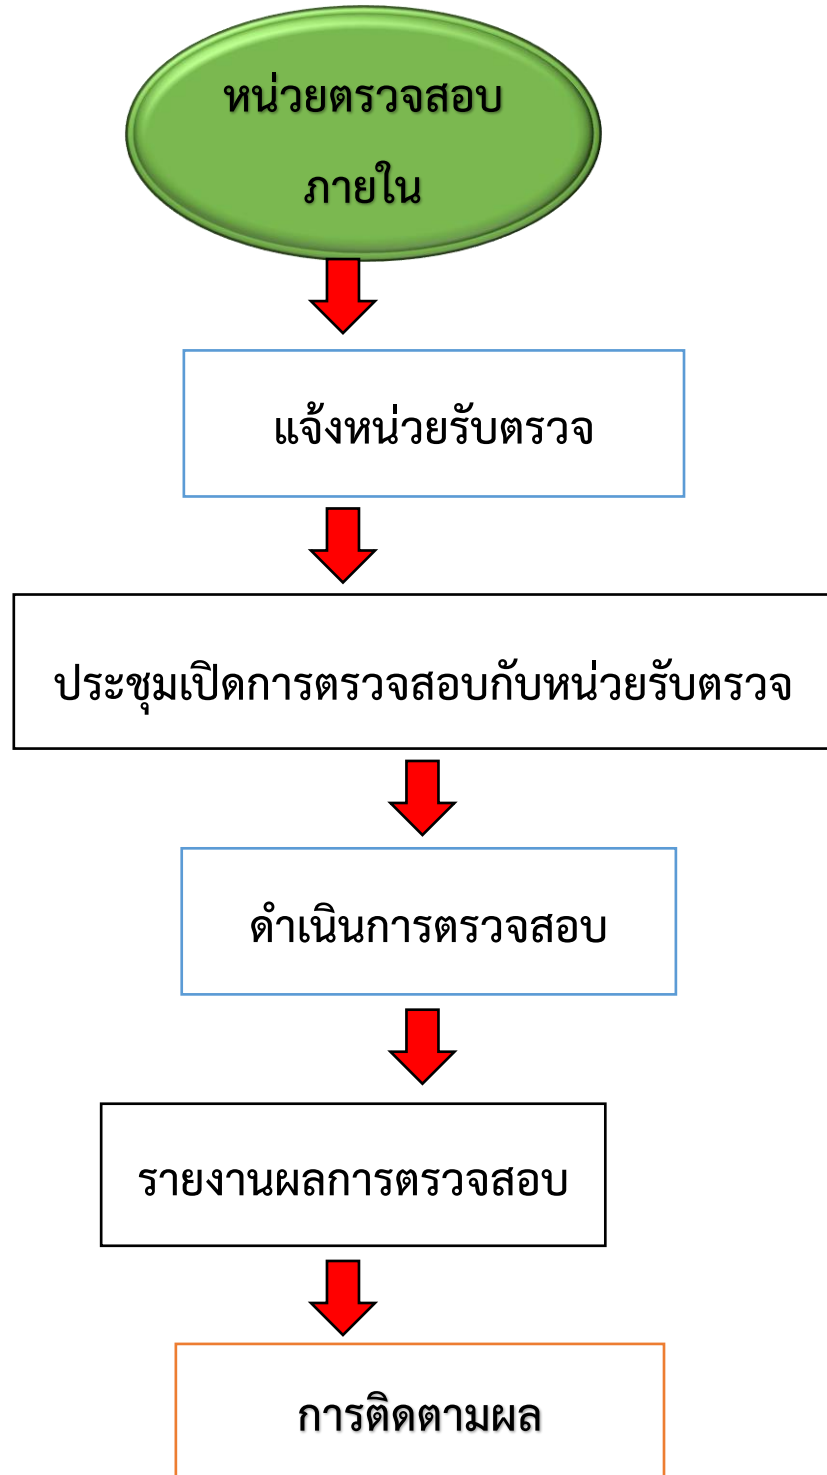 หน่วยตรวจสอบ
ภายใน
แจ้งหน่วยรับตรวจ
ประชุมเปิดการตรวจสอบกับหน่วยรับตรวจ
ดำเนินการตรวจสอบ
รายงานผลการตรวจสอบ
การติดตามผล